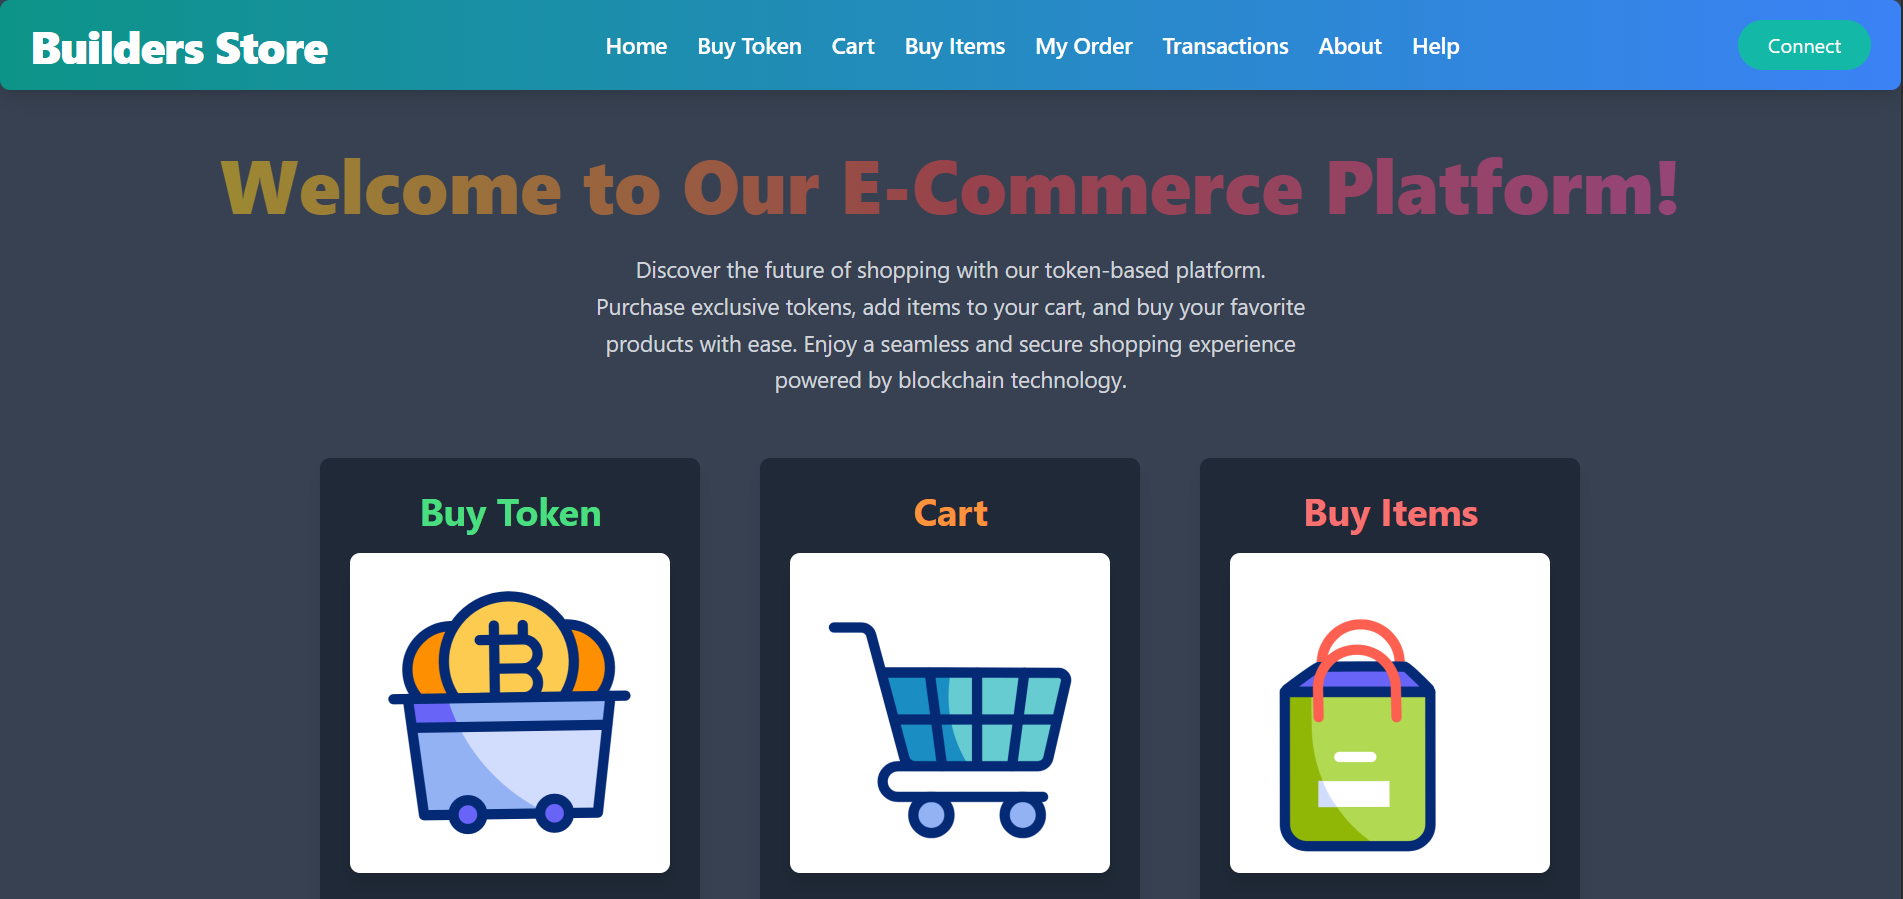 Builders Store
Home Buy Token Cart Buy Items My Order Transactions About Help
Connect
Welcome to Our E-Commerce Platform!
Discover the future of shopping with our token-based platform.
Purchase exclusive tokens, add items to your cart, and buy your favorite
products with ease. Enjoy a seamless and secure shopping experience
powered by blockchain technology.
Buy Token
Cart
Buy Items